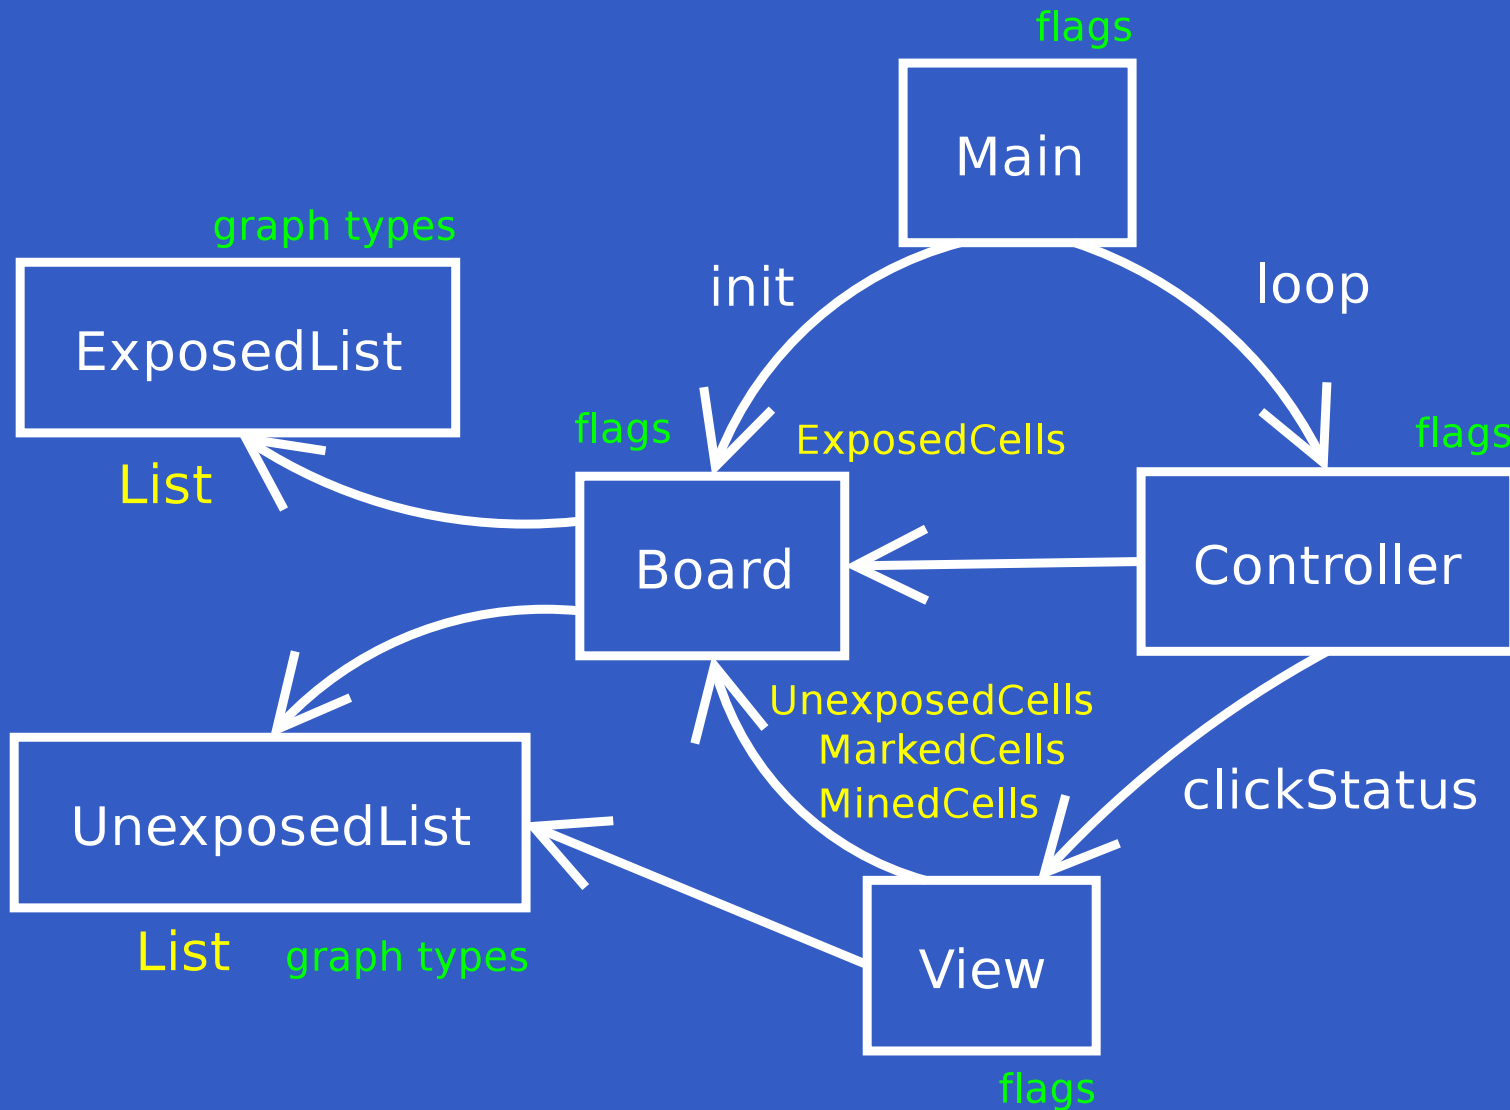 flags
Main
graph types
init
loop
ExposedList
flags
ExposedCells
flags
List
Board
Controller
UnexposedCells
MarkedCells
clickStatus
MinedCells
UnexposedList
List
graph types
View
flags